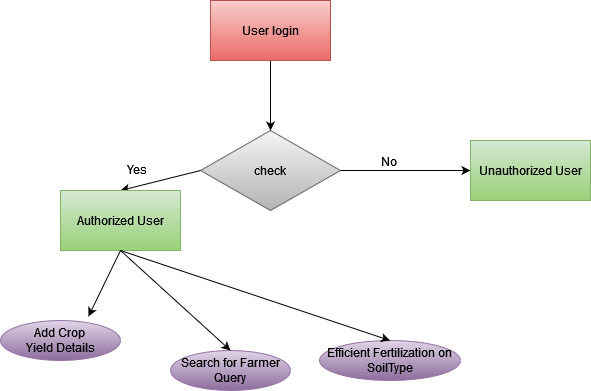 User login
check
Yes
No
Unauthorized User
Authorized User
Add Crop
Yield Details
Search for Farmer
Query
Efficient Fertilization on
SoilType